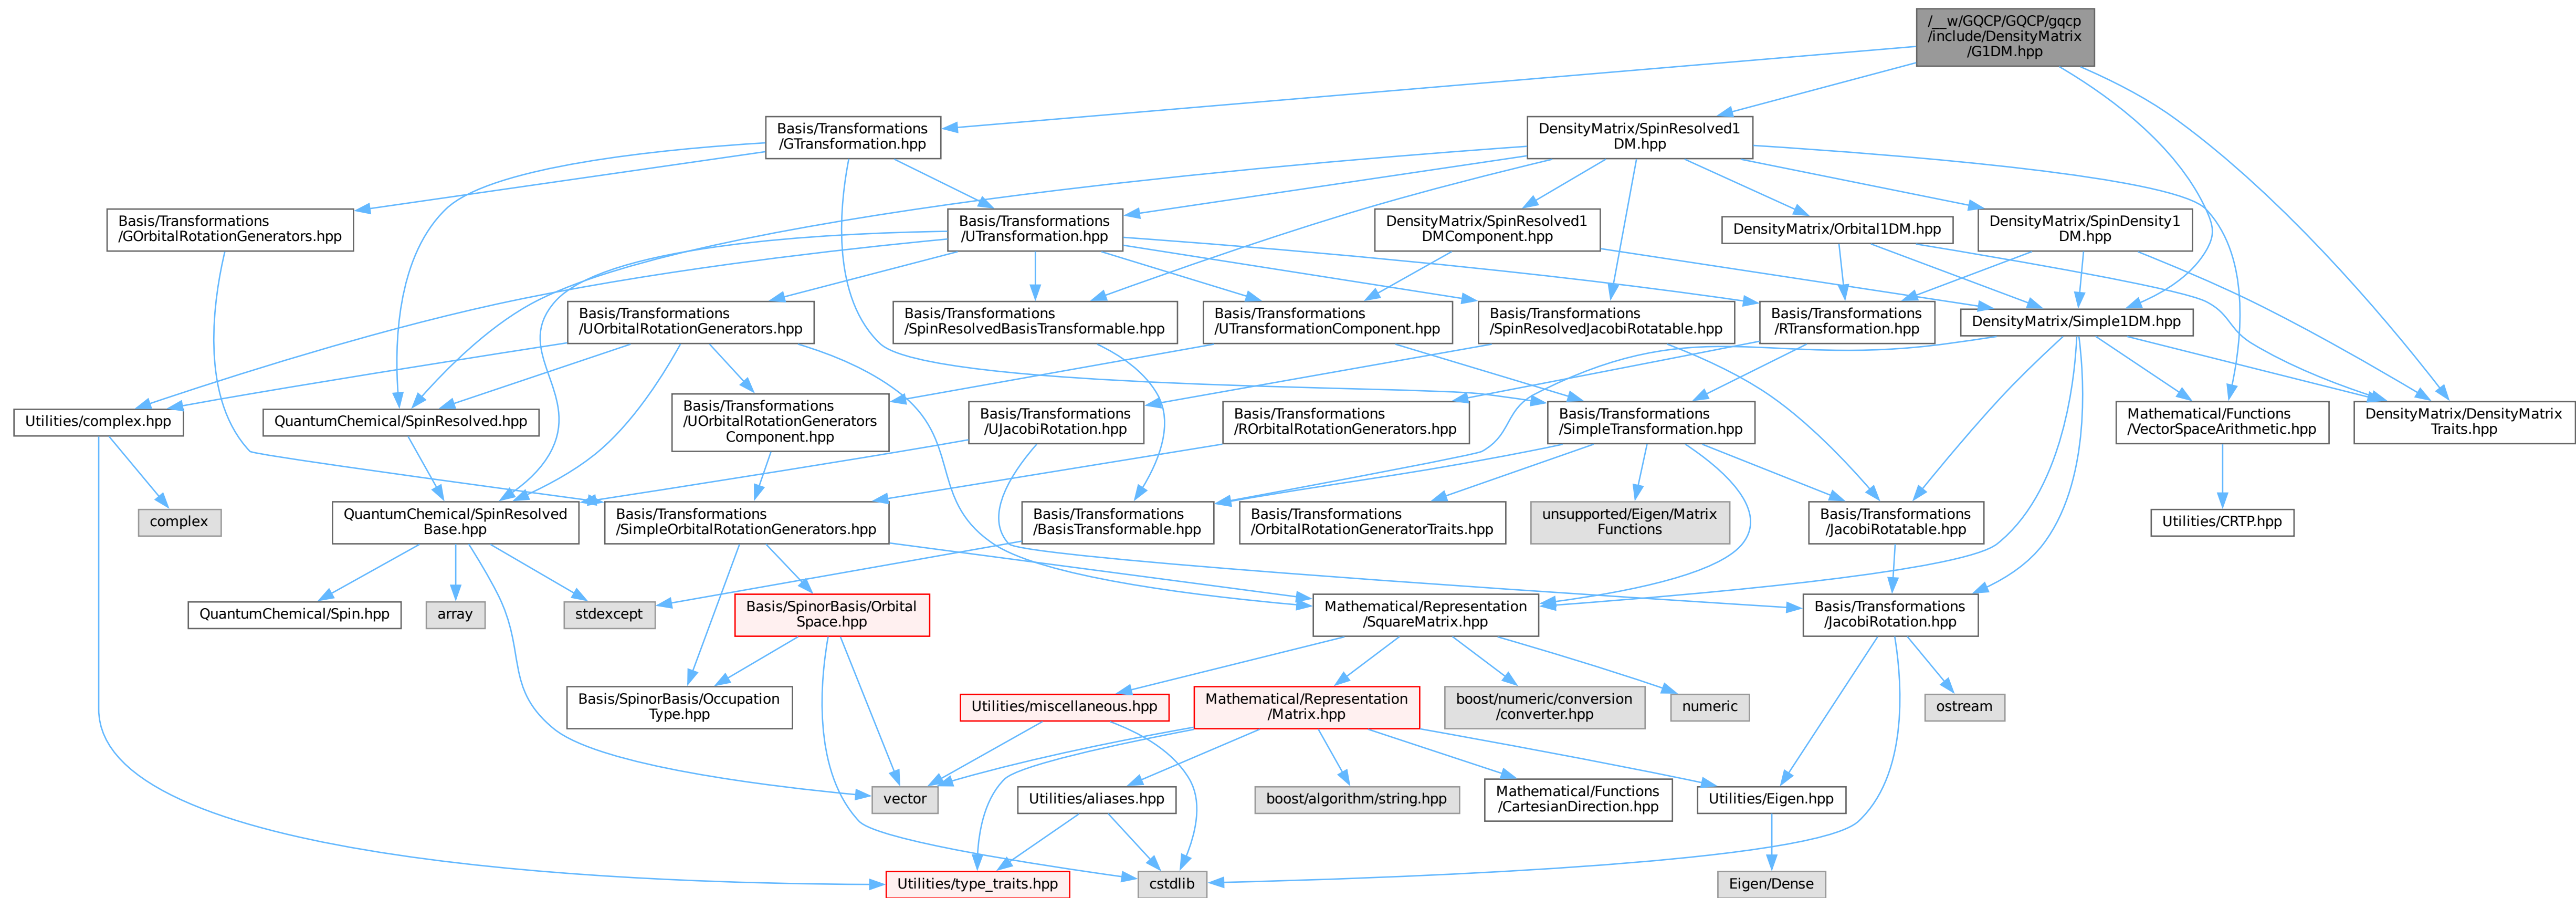 /__w/GQCP/GQCP/gqcp
/include/DensityMatrix
/G1DM.hpp
Basis/Transformations
/GTransformation.hpp
DensityMatrix/SpinResolved1
DM.hpp
Basis/Transformations
/GOrbitalRotationGenerators.hpp
Basis/Transformations
/UTransformation.hpp
DensityMatrix/SpinResolved1
DMComponent.hpp
DensityMatrix/Orbital1DM.hpp
DensityMatrix/SpinDensity1
DM.hpp
Basis/Transformations
/UOrbitalRotationGenerators.hpp
Basis/Transformations
/SpinResolvedBasisTransformable.hpp
Basis/Transformations
/UTransformationComponent.hpp
Basis/Transformations
/SpinResolvedJacobiRotatable.hpp
Basis/Transformations
/RTransformation.hpp
DensityMatrix/Simple1DM.hpp
Utilities/complex.hpp
QuantumChemical/SpinResolved.hpp
Basis/Transformations
/UOrbitalRotationGenerators
Component.hpp
Basis/Transformations
/UJacobiRotation.hpp
Basis/Transformations
/ROrbitalRotationGenerators.hpp
Basis/Transformations
/SimpleTransformation.hpp
Mathematical/Functions
/VectorSpaceArithmetic.hpp
DensityMatrix/DensityMatrix
Traits.hpp
complex
QuantumChemical/SpinResolved
Base.hpp
Basis/Transformations
/SimpleOrbitalRotationGenerators.hpp
Basis/Transformations
/BasisTransformable.hpp
Basis/Transformations
/OrbitalRotationGeneratorTraits.hpp
unsupported/Eigen/Matrix
Functions
Basis/Transformations
/JacobiRotatable.hpp
Utilities/CRTP.hpp
QuantumChemical/Spin.hpp
array
stdexcept
Basis/SpinorBasis/Orbital
Space.hpp
Mathematical/Representation
/SquareMatrix.hpp
Basis/Transformations
/JacobiRotation.hpp
Basis/SpinorBasis/Occupation
Type.hpp
Utilities/miscellaneous.hpp
Mathematical/Representation
/Matrix.hpp
boost/numeric/conversion
/converter.hpp
numeric
ostream
vector
Utilities/aliases.hpp
boost/algorithm/string.hpp
Mathematical/Functions
/CartesianDirection.hpp
Utilities/Eigen.hpp
Utilities/type_traits.hpp
cstdlib
Eigen/Dense